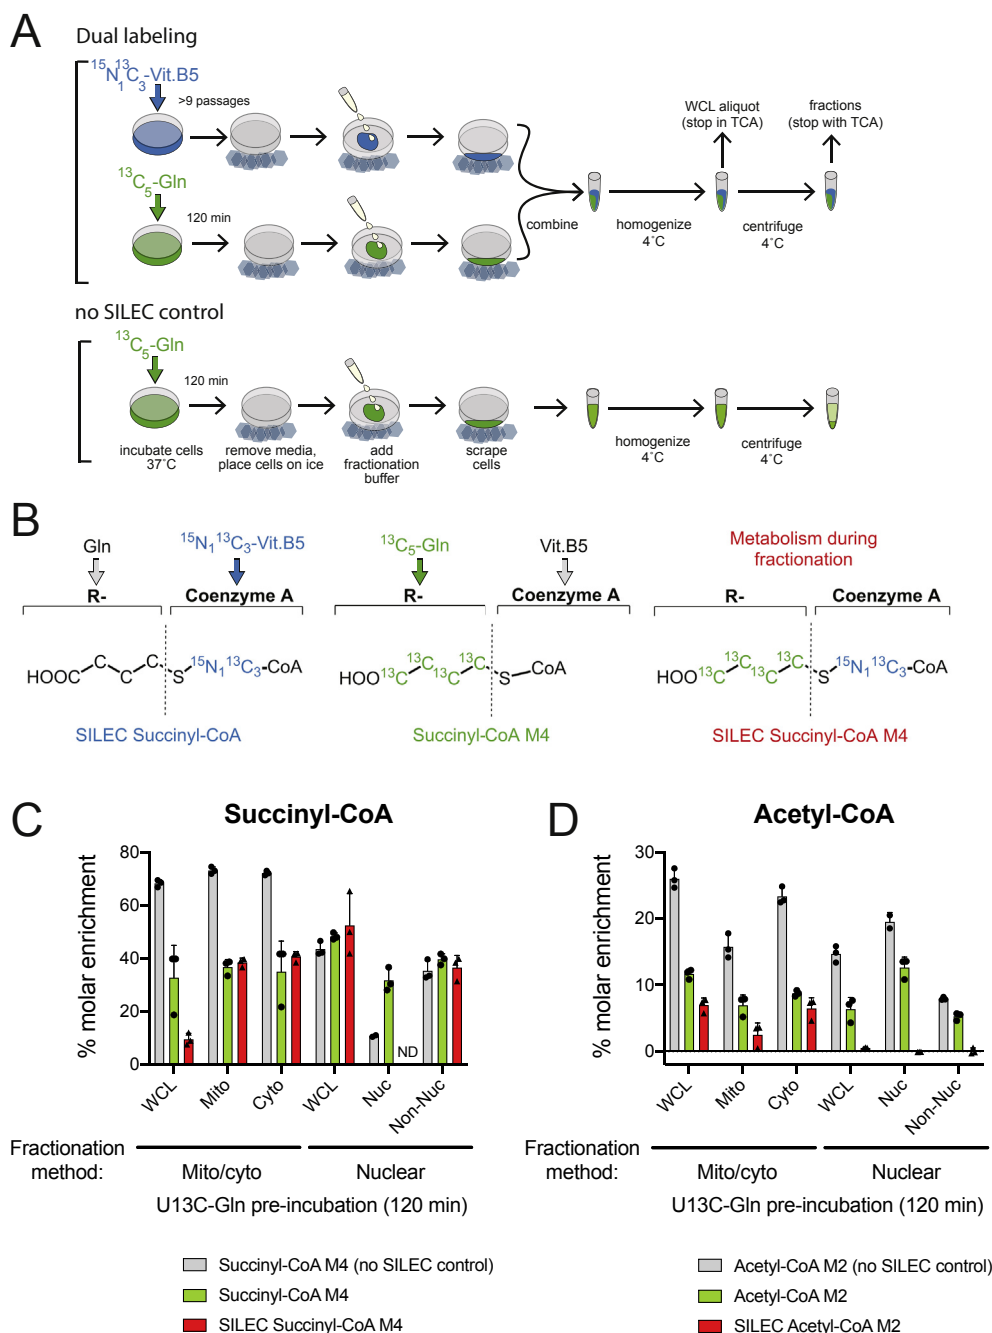 A
Dual labeling
15N113C3-Vit.B5
>9 passages
WCL aliquot
(stop in TCA)
fractions
(stop with TCA)
13C5-Gln
120 min
combine
homogenize
4˚C
centrifuge
4˚C
no SILEC control
13C5-Gln
120 min
incubate cells
37˚C
remove media,
place cells on ice
add
fractionation
buffer
scrape
cells
homogenize
4˚C
centrifuge
4˚C
B
Gln
15N113C3-Vit.B5
R-
Coenzyme A
HOOC C C C S 15N1 13C3-CoA
SILEC Succinyl-CoA
13C5-Gln
Vit.B5
R-
Coenzyme A
HOO13C 13C 13C 13C S CoA
Succinyl-CoA M4
Metabolism during
fractionation
R-
Coenzyme A
HOO13C 13C 13C 13C S 15N1 13C3-CoA
SILEC Succinyl-CoA M4
C
Succinyl-CoA
% molar enrichment
80
60
40
20
0
ND
WCL
Mito
Cyto
WCL
Nuc
Non-Nuc
Fractionation
method:
Mito/cyto
Nuclear
U13C-Gln pre-incubation (120 min)
Succinyl-CoA M4 (no SILEC control)
Succinyl-CoA M4
SILEC Succinyl-CoA M4
D
Acetyl-CoA
% molar enrichment
30
20
10
0
WCL
Mito
Cyto
WCL
Nuc
Non-Nuc
Fractionation
method:
Mito/cyto
Nuclear
U13C-Gln pre-incubation (120 min)
Acetyl-CoA M2 (no SILEC control)
Acetyl-CoA M2
SILEC Acetyl-CoA M2